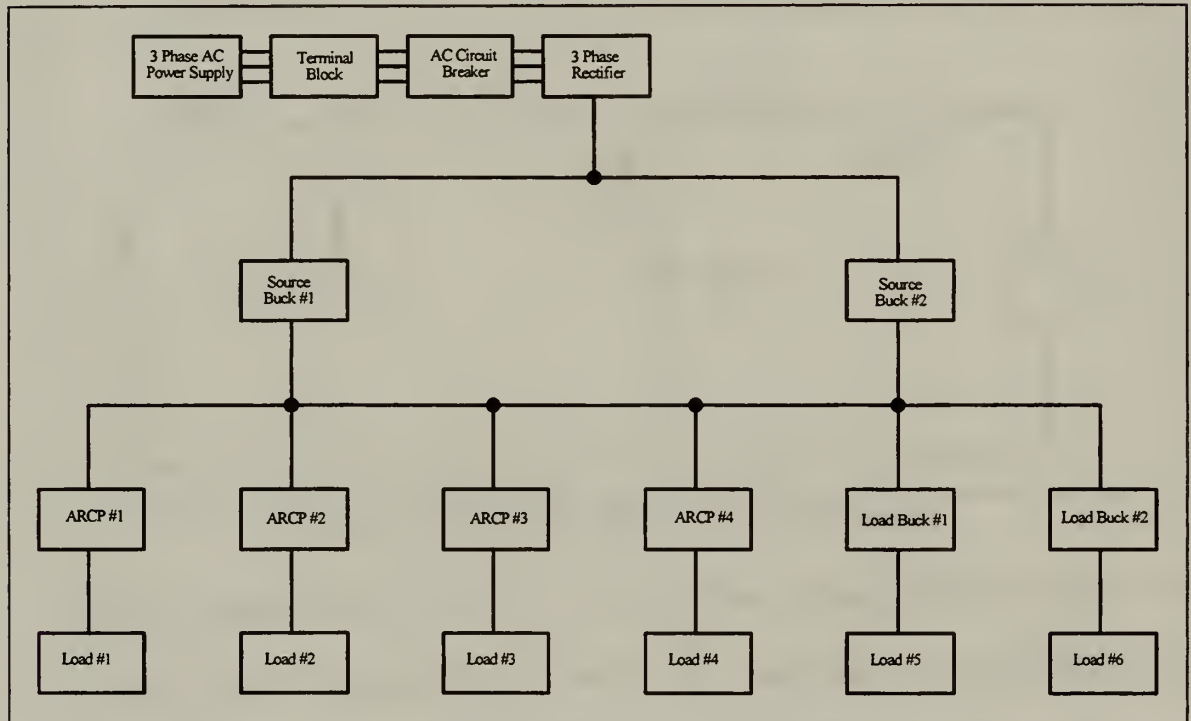 3 Phase AC
Power Supply
Terminal
Block
AC Circuit
Breaker
3 Phase
Rectifier
Source
Buck #1
Source
Buck #2
ARCP #1
ARCP #2
ARCP #3
ARCP #4
Load Buck #1
Load Buck #2
Load #1
Load #2
Load #3
Load #4
Load #5
Load #6